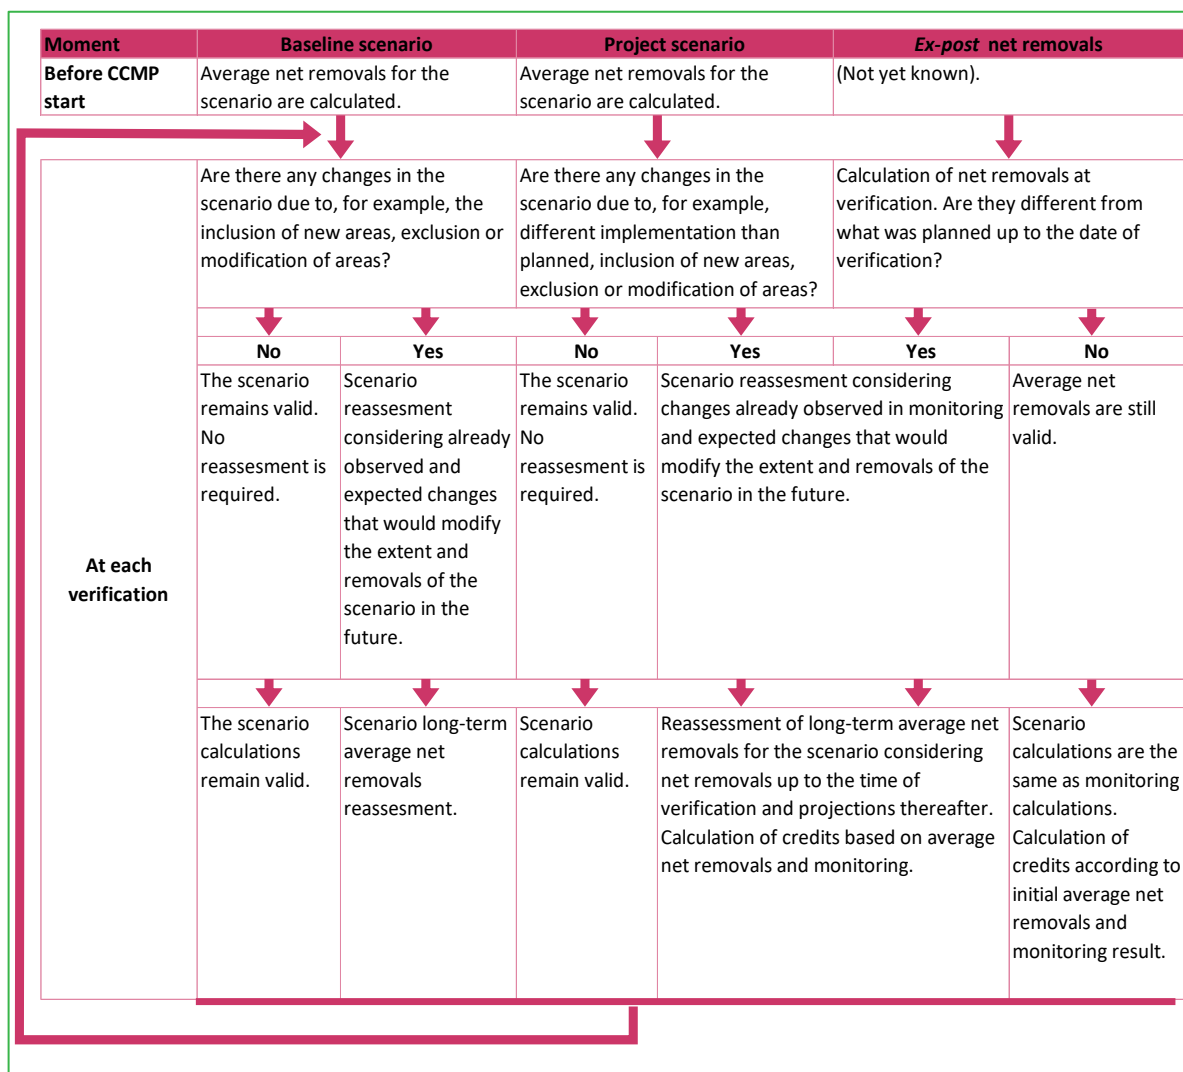 Moment
Baseline scenario
Project scenario
Ex-post net removals
Before CCMP
start
Average net removals for the
scenario are calculated.
Average net removals for the
scenario are calculated.
(Not yet known).
At each
verification
Are there any changes in the
scenario due to, for example, the
inclusion of new areas, exclusion or
modification of areas?
Are there any changes in the
scenario due to, for example,
different implementation than
planned, inclusion of new areas,
exclusion or modification of areas?
Calculation of net removals at
verification. Are they different from
what was planned up to the date of
verification?
No
Yes
No
Yes
Yes
No
The scenario
remains valid.
No
reassesment is
required.
Scenario
reassesment
considering already
observed and
expected changes
that would modify
the extent and
removals of the
scenario in the
future.
The scenario
remains valid.
No
reassesment is
required.
Scenario reassesment considering
changes already observed in monitoring
and expected changes that would
modify the extent and removals of the
scenario in the future.
Average net
removals are still
valid.
The scenario
calculations
remain valid.
Scenario long-term
average net
removals
reassesment.
Scenario
calculations
remain valid.
Reassessment of long-term average net
removals for the scenario considering
net removals up to the time of
verification and projections thereafter.
Calculation of credits based on average
net removals and monitoring.
Scenario
calculations are the
same as monitoring
calculations.
Calculation of
credits according to
initial average net
removals and
monitoring result.